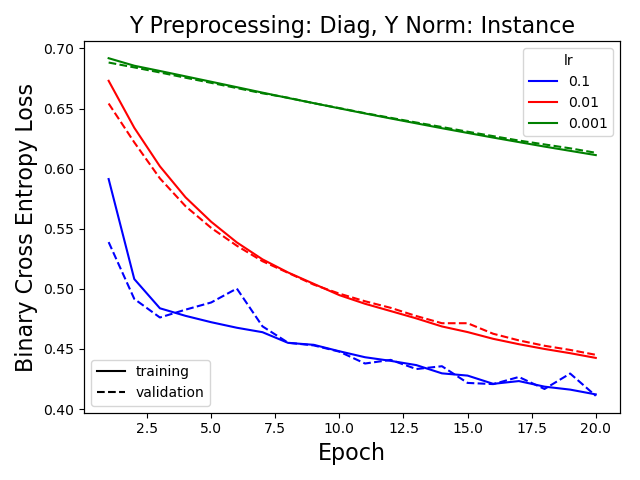 Y Preprocessing: Diag, Y Norm: Instance
Binary Cross Entropy Loss
0.70
0.65
0.60
0.55
0.50
0.45
0.40
lr
0.1
0.01
0.001
training
validation
2.5 5.0 7.5 10.0 12.5 15.0 17.5 20.0
Epoch